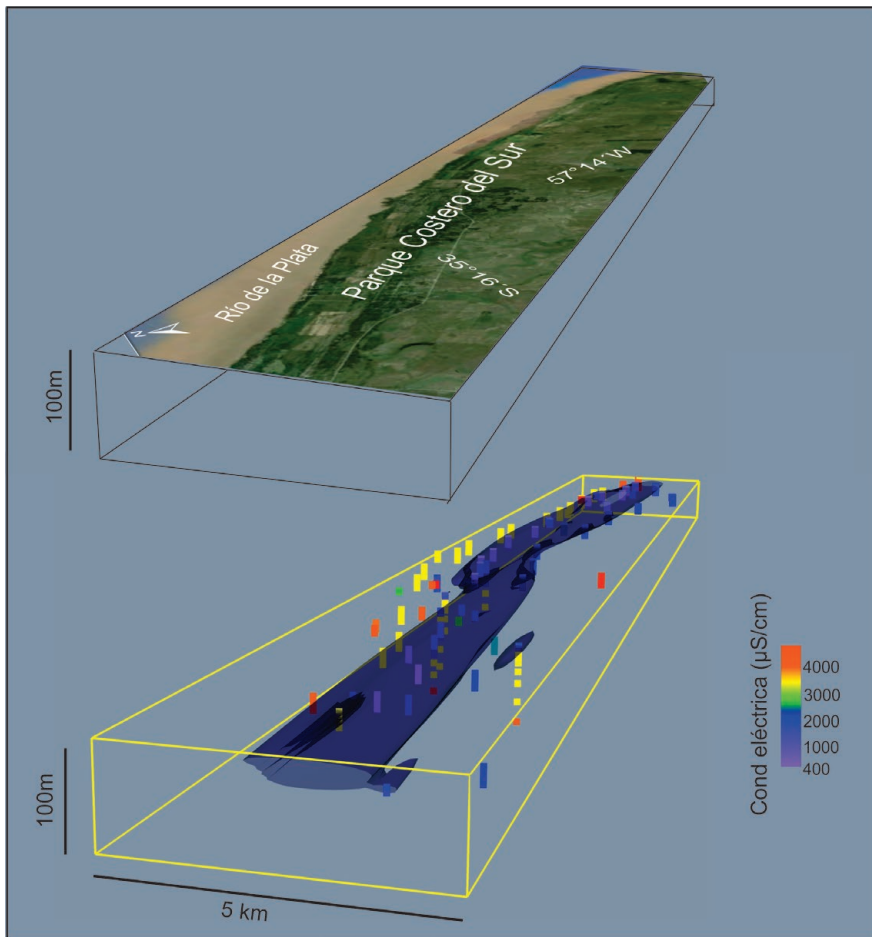 57°14´W
Parque Costero del Sur
35°16´S
Río de la Plata
N
100m
100m
5 km
Cond eléctrica (µS/cm)
4000
3000
2000
1000
400